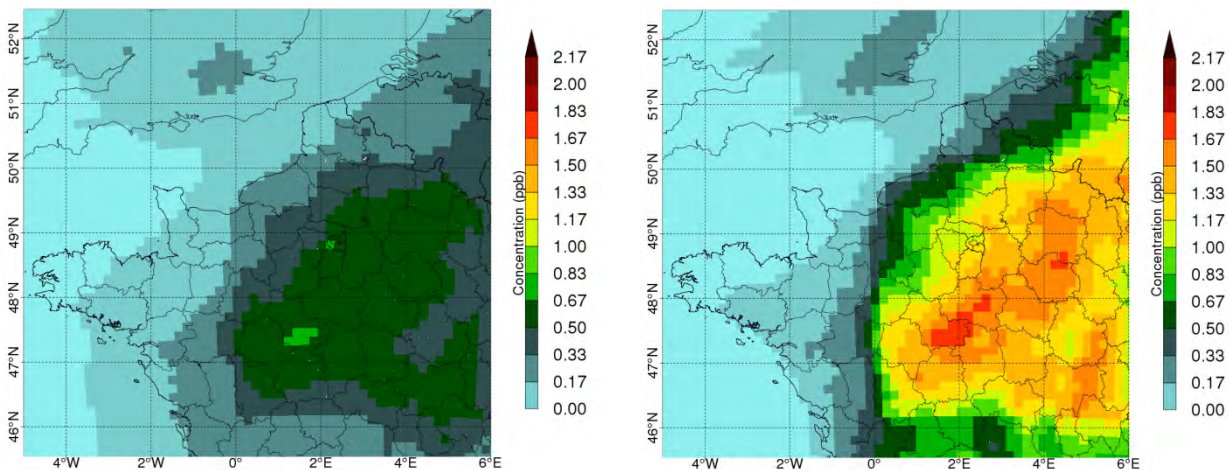 52°N
51°N
50°N
49°N
48°N
47°N
46°N
4°W
2°W
0°
2°E
4°E
6°E
Concentration (ppb)
2.17
2.00
1.83
1.67
1.50
1.33
1.17
1.00
0.83
0.67
0.50
0.33
0.17
0.00
52°N
51°N
50°N
49°N
48°N
47°N
46°N
4°W
2°W
0°
2°E
4°E
6°E
Concentration (ppb)
2.17
2.00
1.83
1.67
1.50
1.33
1.17
1.00
0.83
0.67
0.50
0.33
0.17
0.00